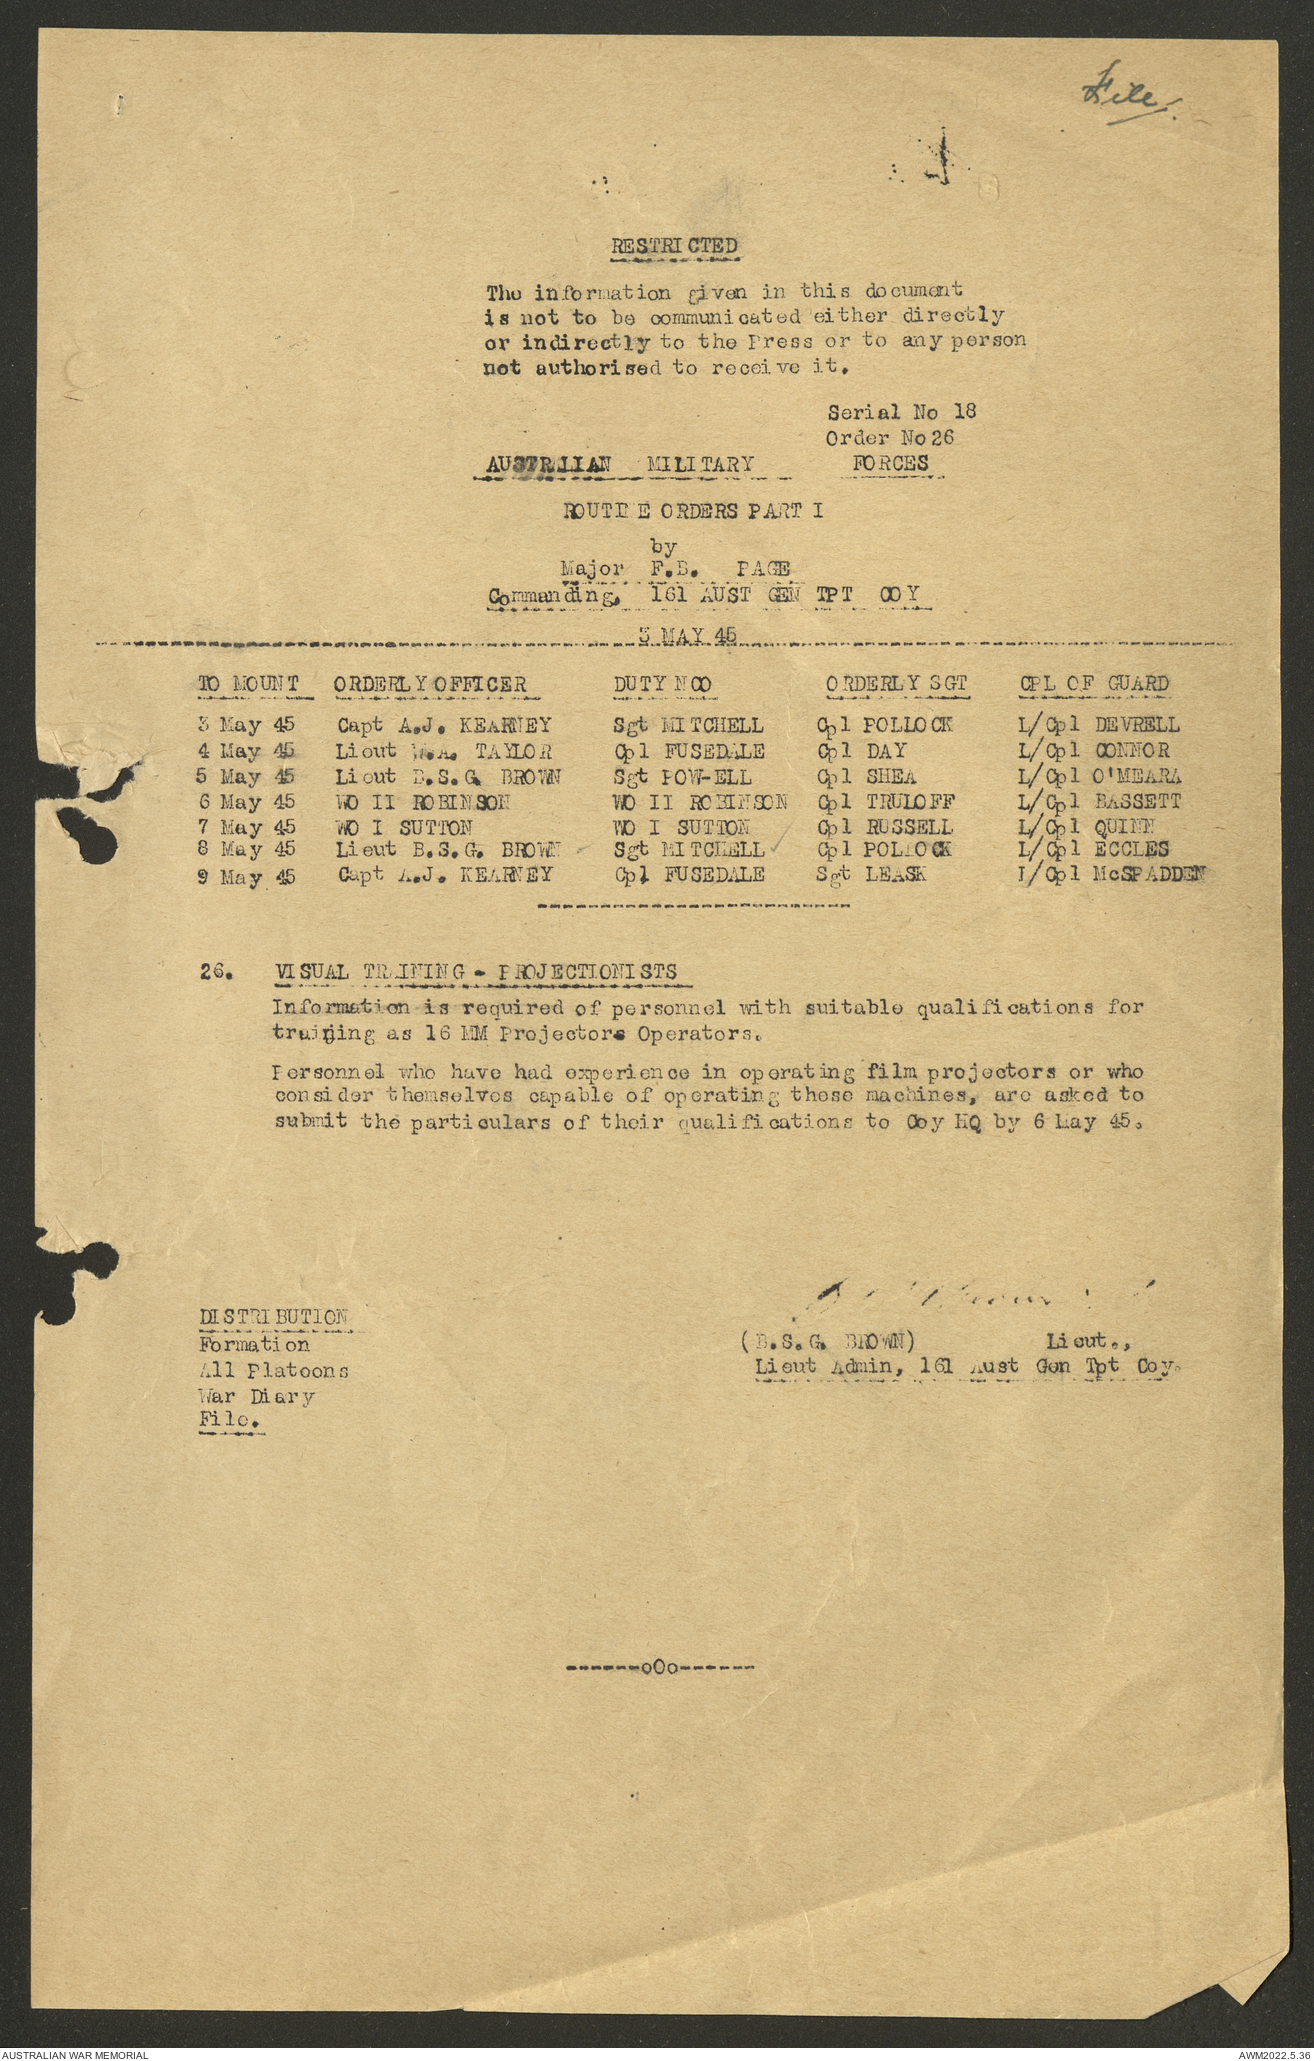 File.
RESTRICTED
The information given in this document
is not to be communicated either directly
or indirectly to the Press or to any person
not authorised to receive it.
Serial No 18
Order No 26
AUSTRALIAN MILITARY FORCES
ROUTINE ORDERS PART I
by
Major F.B. PAGE
Commanding, 161 AUST GEN TPT COY
3 MAY 45
TO MOUNT ORDERLY OFFICER DUTY NCO ORDERLY SGT CPL OF GUARD
3 May 45 Capt A.J. KEARNEY Sgt MITCHELL Cpl POLLOCK L/Cpl DEVRELL
4 May 45 Lieut W.A. TAYLOR Cpl FUSEDALE Cpl DAY L/Cpl CONNOR
5 May 45 Lieut B.S.G. BROWN Sgt POW-ELL Cpl SHEA L/Cpl O'MEARA
6 May 45 WO II ROBINSON WO II ROBINSON Cpl TRULOFF L/Cpl BASSETT
7 May 45 WO I SUTTON WO I SUTTON Cpl RUSSELL L/Cpl QUINN
8 May 45 Lieut B.S.G. BROWN ✓ Sgt MITCHELL ✓ Cpl POLLOCK L/Cpl ECCLES
9 May 45 Capt A.J. KEARNEY Cpl FUSEDALE Sgt LEASK L/Cpl McSPADDEN
26. VISUAL TRAINING - PROJECTIONISTS
Information is required of personnel with suitable qualifications for
training as 16 MM Projectors Operators.
Personnel who have had experience in operating film projectors or who
consider themselves capable of operating these machines, are asked to
submit the particulars of their qualifications to Coy HQ by 6 May 45.
DISTRIBUTION
Formation
All Platoons
War Diary
File.
(B.S.G. BROWN) Lieut.,
Lieut Admin, 161 Aust Gen Tpt Coy.
-------oOo-------
AUSTRALIAN WAR MEMORIAL
AWM2022.5.36